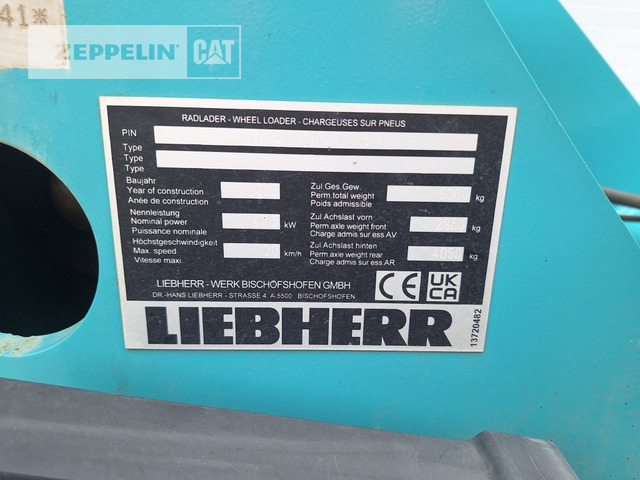 41*
ZEPPELIN CAT
RADLADER - WHEEL LOADER - CHARGEUSES SUR PNEUS
PIN
Type
Type
Type
Baujahr
Year of construction
Anée de construction
Nennleistung
Nominal power
Puissance nominale
kW
Höchstgeschwindigkeit
Max. speed
Vitesse maxi
km/h
Zul.Ges.Gew.
Perm.total weight
Poids admissible
kg
Zul Achslast vorn
Perm axle weight front
Charge admis sur ess AV
kg
Zul Achslast hinten
Perm axle weight rear
Charge admis sur ess AR
kg
LIEBHERR - WERK BISCHOFSHOFEN GMBH
DR.-HANS LIEBHERR - STRASSE 4 A-5500 BISCHOFSHOFEN
CE UK
CA
LIEBHERR
13720482